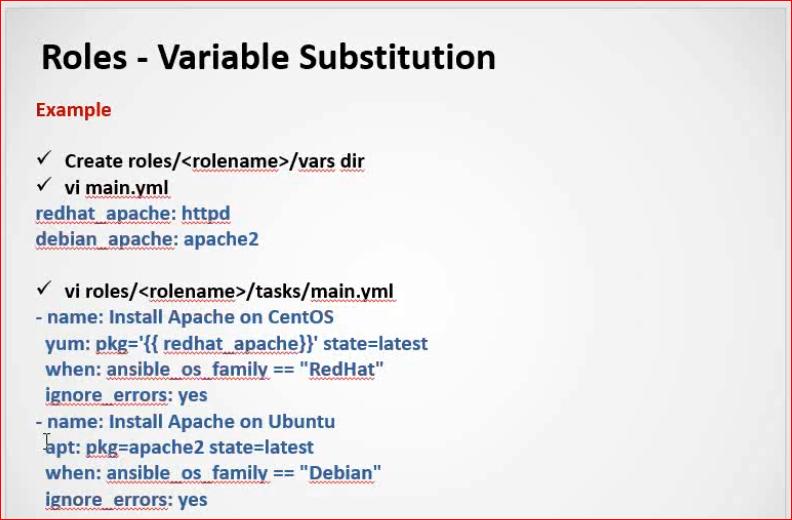 Roles - Variable Substitution
Example
✓ Create roles/<rolename>/vars dir
✓ vi main.yml
redhat_apache: httpd
debian_apache: apache2
✓ vi roles/<rolename>/tasks/main.yml
- name: Install Apache on CentOS
yum: pkg='{{ redhat_apache}}' state=latest
when: ansible_os_family == "RedHat"
ignore_errors: yes
- name: Install Apache on Ubuntu
apt: pkg=apache2 state=latest
when: ansible_os_family == "Debian"
ignore_errors: yes